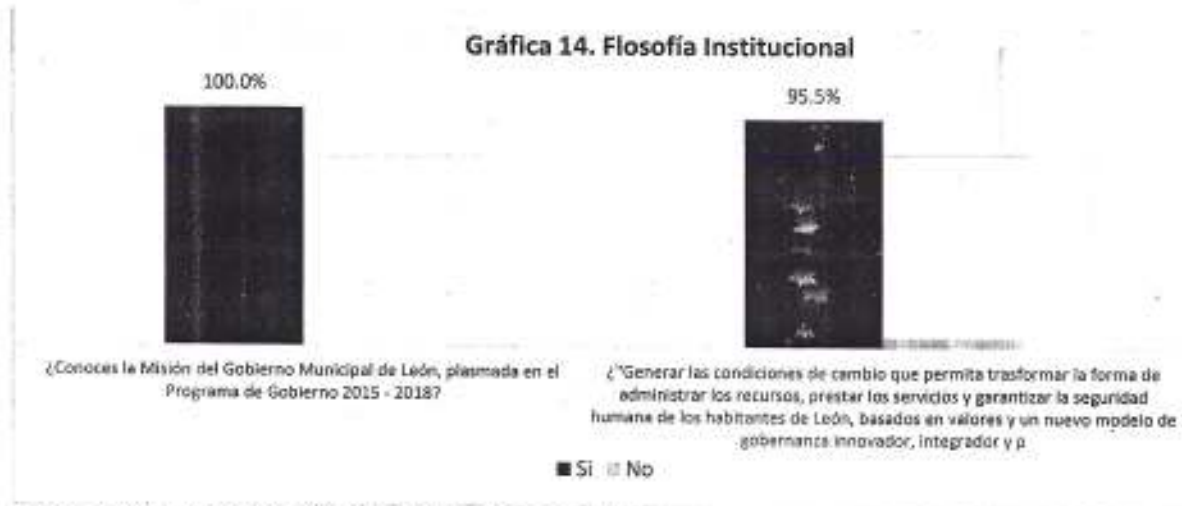 Gráfica 14. Flosofía Institucional
100.0%
95.5%
¿Conoces la Misión del Gobierno Municipal de León, plasmada en el
Programa de Gobierno 2015 - 2018?
¿"Generar las condiciones de cambio que permita trasformar la forma de
administrar los recursos, prestar los servicios y garantizar la seguridad
humana de los habitantes de León, basados en valores y un nuevo modelo de
gobernanza innovador, integrador y p
Si No